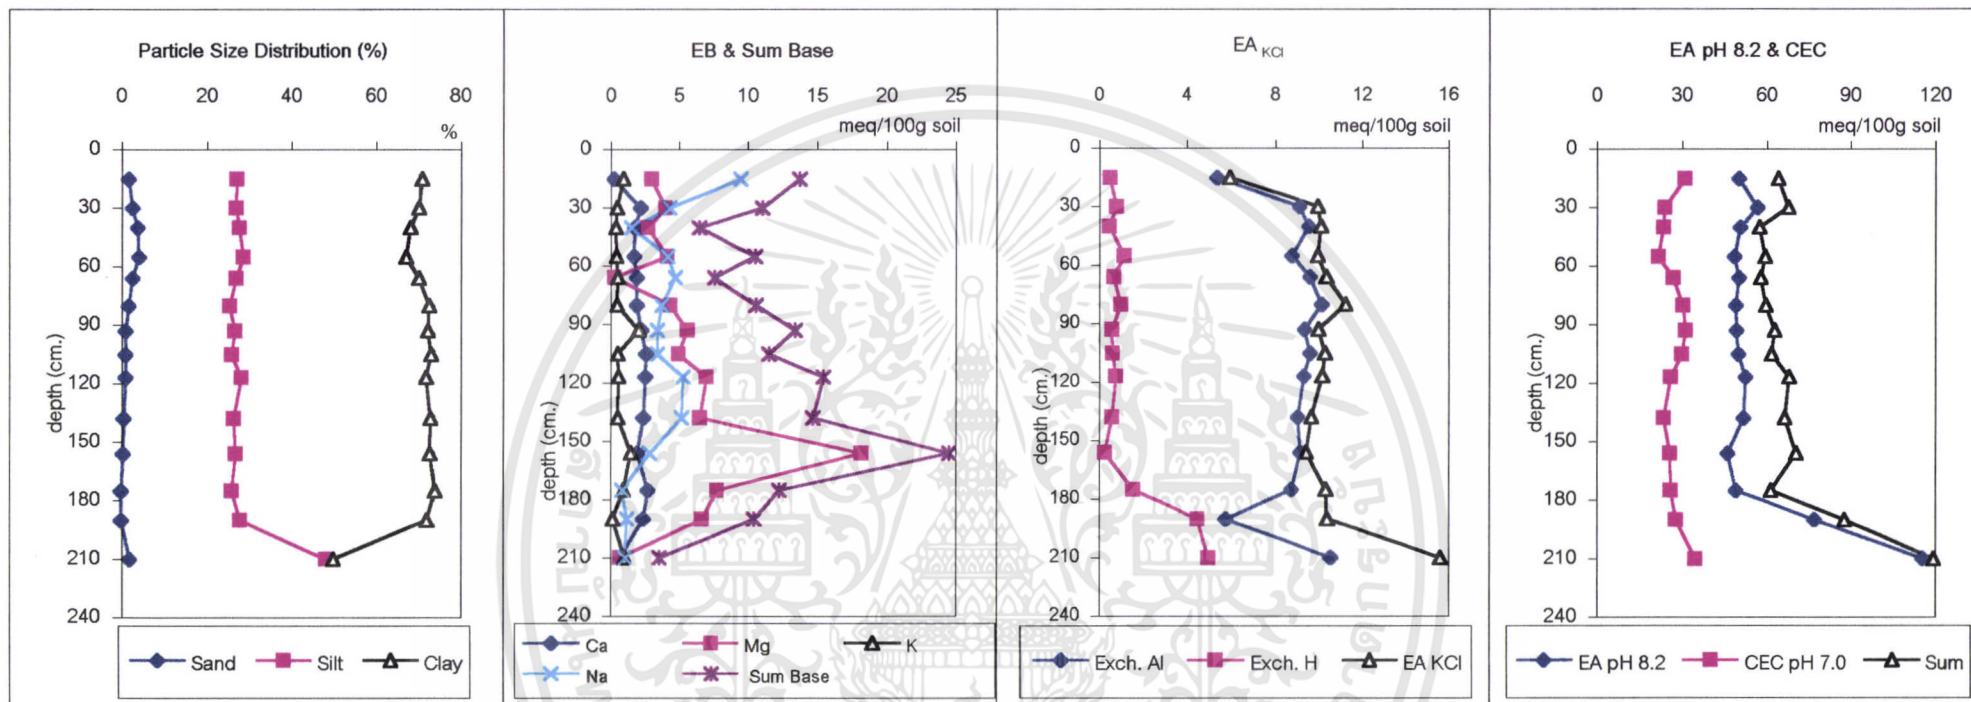 Particle Size Distribution (%)
0 20 40 60 80
%
0
30
60
90
120
150
180
210
240
depth (cm.)
Sand Silt Clay
EB & Sum Base
0 5 10 15 20 25
meq/100g soil
0
30
60
90
120
150
180
210
240
depth (cm.)
Ca Mg K
Na Sum Base
EA KCl
0 4 8 12 16
meq/100g soil
0
30
60
90
120
150
180
210
240
depth (cm.)
Exch. Al Exch. H EA KCl
EA pH 8.2 & CEC
0 30 60 90 120
meq/100g soil
0
30
60
90
120
150
180
210
240
depth (cm.)
EA pH 8.2 CEC pH 7.0 Sum